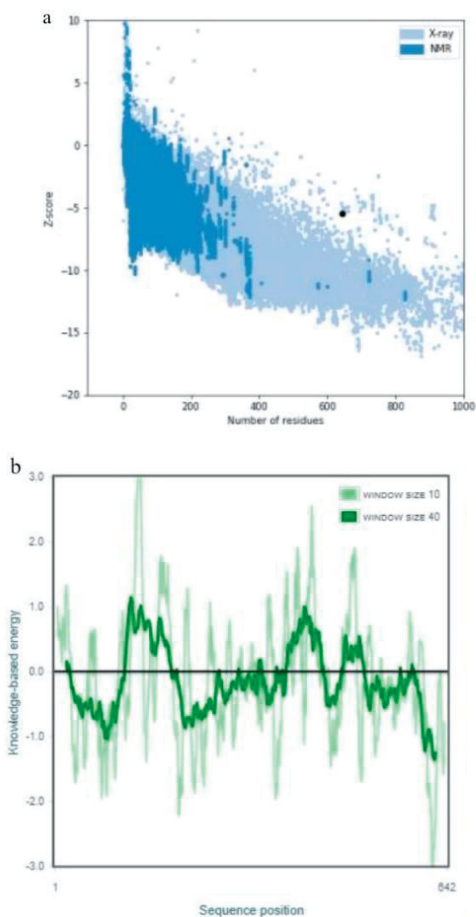 a
X-ray
NMR
10
5
0
-5
-10
-15
-20
Z-score
0 200 400 600 800 1000
Number of residues
b
WINDOW SIZE 10
WINDOW SIZE 40
3.0
2.0
1.0
0.0
-1.0
-2.0
-3.0
Knowledge-based energy
1 642
Sequence position